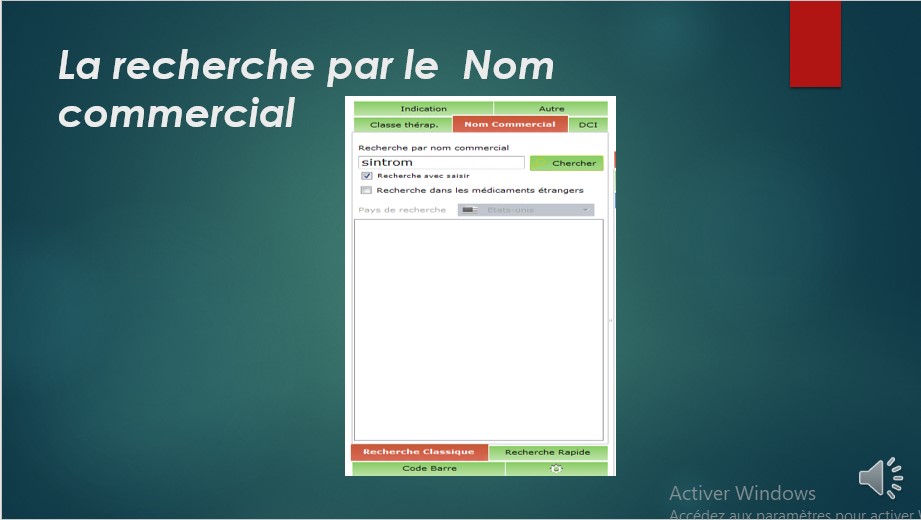 La recherche par le Nom
commercial
Indication Autre
Classe thérap. Nom Commercial DCI
Recherche par nom commercial
sintrom Chercher
Recherche avec saisir
Recherche dans les médicaments étrangers
Pays de recherche Etats-unis
Recherche Classique Recherche Rapide
Code Barre
Activer Windows
Accédez aux paramètres pour activer